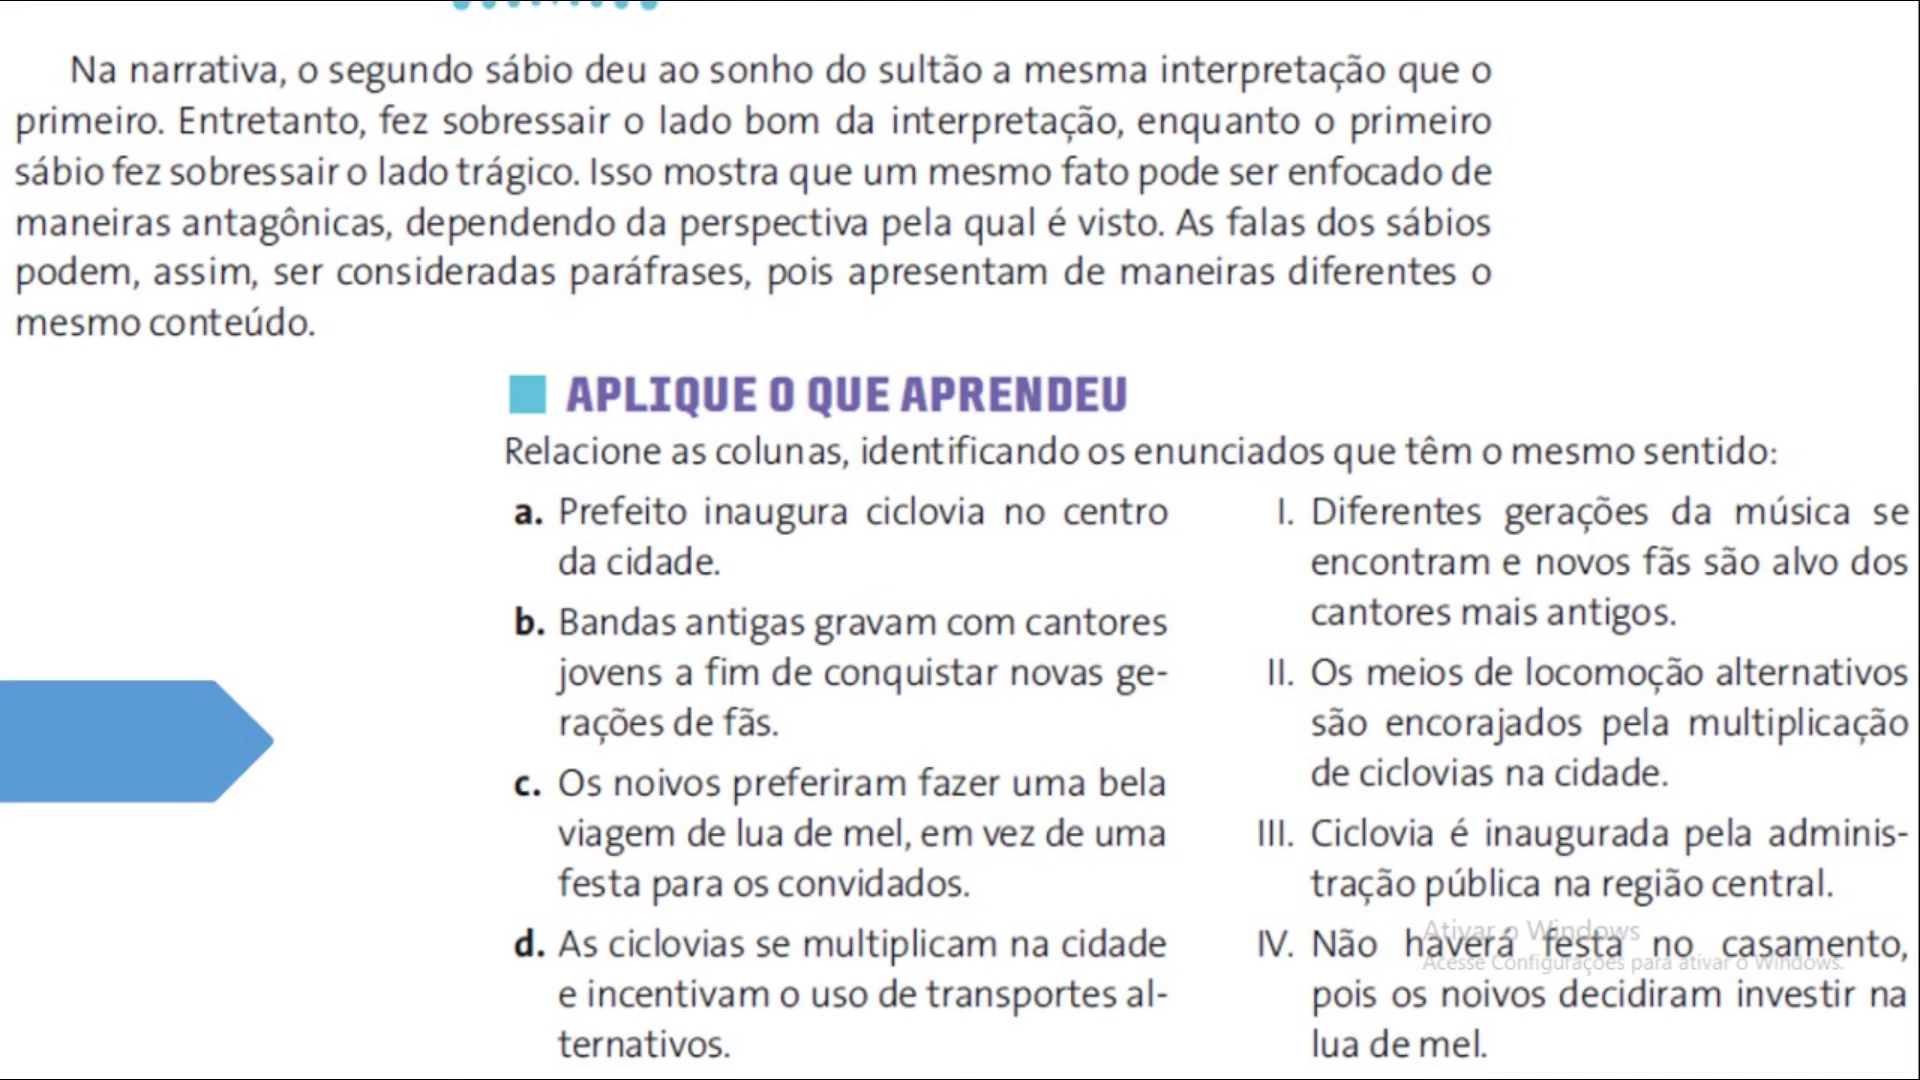 Na narrativa, o segundo sábio deu ao sonho do sultão a mesma interpretação que o
primeiro. Entretanto, fez sobressair o lado bom da interpretação, enquanto o primeiro
sábio fez sobressair o lado trágico. Isso mostra que um mesmo fato pode ser enfocado de
maneiras antagônicas, dependendo da perspectiva pela qual é visto. As falas dos sábios
podem, assim, ser consideradas paráfrases, pois apresentam de maneiras diferentes o
mesmo conteúdo.
APLIQUE O QUE APRENDEU
Relacione as colunas, identificando os enunciados que têm o mesmo sentido:
a. Prefeito inaugura ciclovia no centro
da cidade.
b. Bandas antigas gravam com cantores
jovens a fim de conquistar novas ge-
rações de fãs.
c. Os noivos preferiram fazer uma bela
viagem de lua de mel, em vez de uma
festa para os convidados.
d. As ciclovias se multiplicam na cidade
e incentivam o uso de transportes al-
ternativos.
I. Diferentes gerações da música se
encontram e novos fãs são alvo dos
cantores mais antigos.
II. Os meios de locomoção alternativos
são encorajados pela multiplicação
de ciclovias na cidade.
III. Ciclovia é inaugurada pela adminis-
tração pública na região central.
IV. Não haverá festa no casamento,
pois os noivos decidiram investir na
lua de mel.
Ativar o Windows
Acesse Configurações para ativar o Windows.